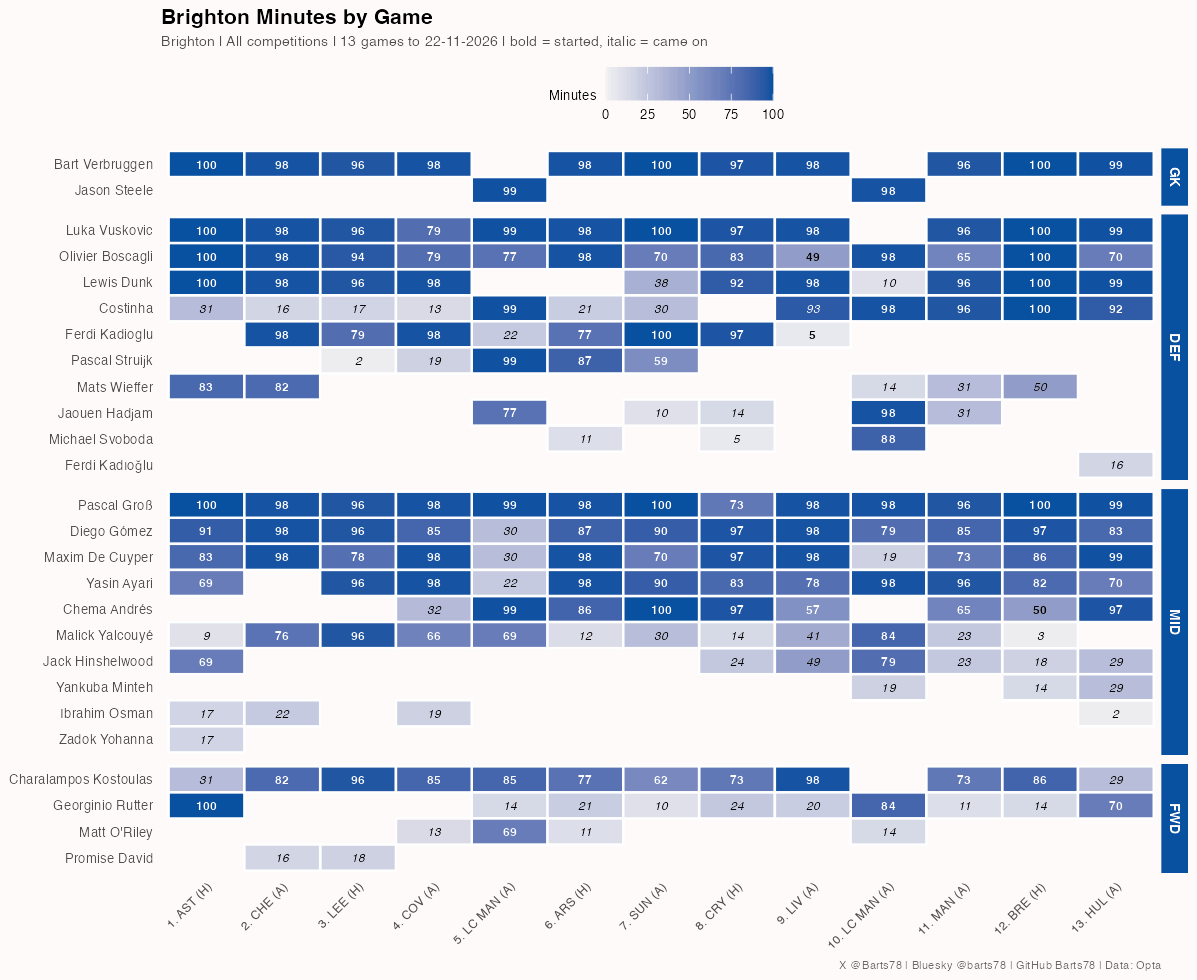 Brighton Minutes by Game
Brighton | All competitions | 13 games to 22-11-2026 | bold = started, italic = came on
Minutes
0 25 50 75 100
Bart Verbruggen 100 98 96 98 98 100 97 98 96 100 99
Jason Steele 99 98
GK
Luka Vuskovic 100 98 96 79 99 98 100 97 98 96 100 99
Olivier Boscagli 100 98 94 79 77 98 70 83 49 98 65 100 70
Lewis Dunk 100 98 96 98 38 92 98 10 96 100 99
Costinha 31 16 17 13 99 21 30 93 98 96 100 92
Ferdi Kadioglu 98 79 98 22 77 100 97 5
Pascal Struijk 2 19 99 87 59
Mats Wieffer 83 82 14 31 50
Jaouen Hadjam 77 10 14 98 31
Michael Svoboda 11 5 88
Ferdi Kadıoğlu 16
DEF
Pascal Groß 100 98 96 98 99 98 100 73 98 98 96 100 99
Diego Gómez 91 98 96 85 30 87 90 97 98 79 85 97 83
Maxim De Cuyper 83 98 78 98 30 98 70 97 98 19 73 86 99
Yasin Ayari 69 96 98 22 98 90 83 78 98 96 82 70
Chema Andrés 32 99 86 100 97 57 65 50 97
Malick Yalcouyé 9 76 96 66 69 12 30 14 41 84 23 3
Jack Hinshelwood 69 24 49 79 23 18 29
Yankuba Minteh 19 14 29
Ibrahim Osman 17 22 19 2
Zadok Yohanna 17
MID
Charalampos Kostoulas 31 82 96 85 85 77 62 73 98 73 86 29
Georginio Rutter 100 14 21 10 24 20 84 11 14 70
Matt O'Riley 13 69 11 14
Promise David 16 18
FWD
1. AST (H)
2. CHE (A)
3. LEE (H)
4. COV (A)
5. LC MAN (A)
6. ARS (H)
7. SUN (A)
8. CRY (H)
9. LIV (A)
10. LC MAN (A)
11. MAN (A)
12. BRE (H)
13. HUL (A)
X @Barts78 | Bluesky @barts78 | GitHub Barts78 | Data: Opta